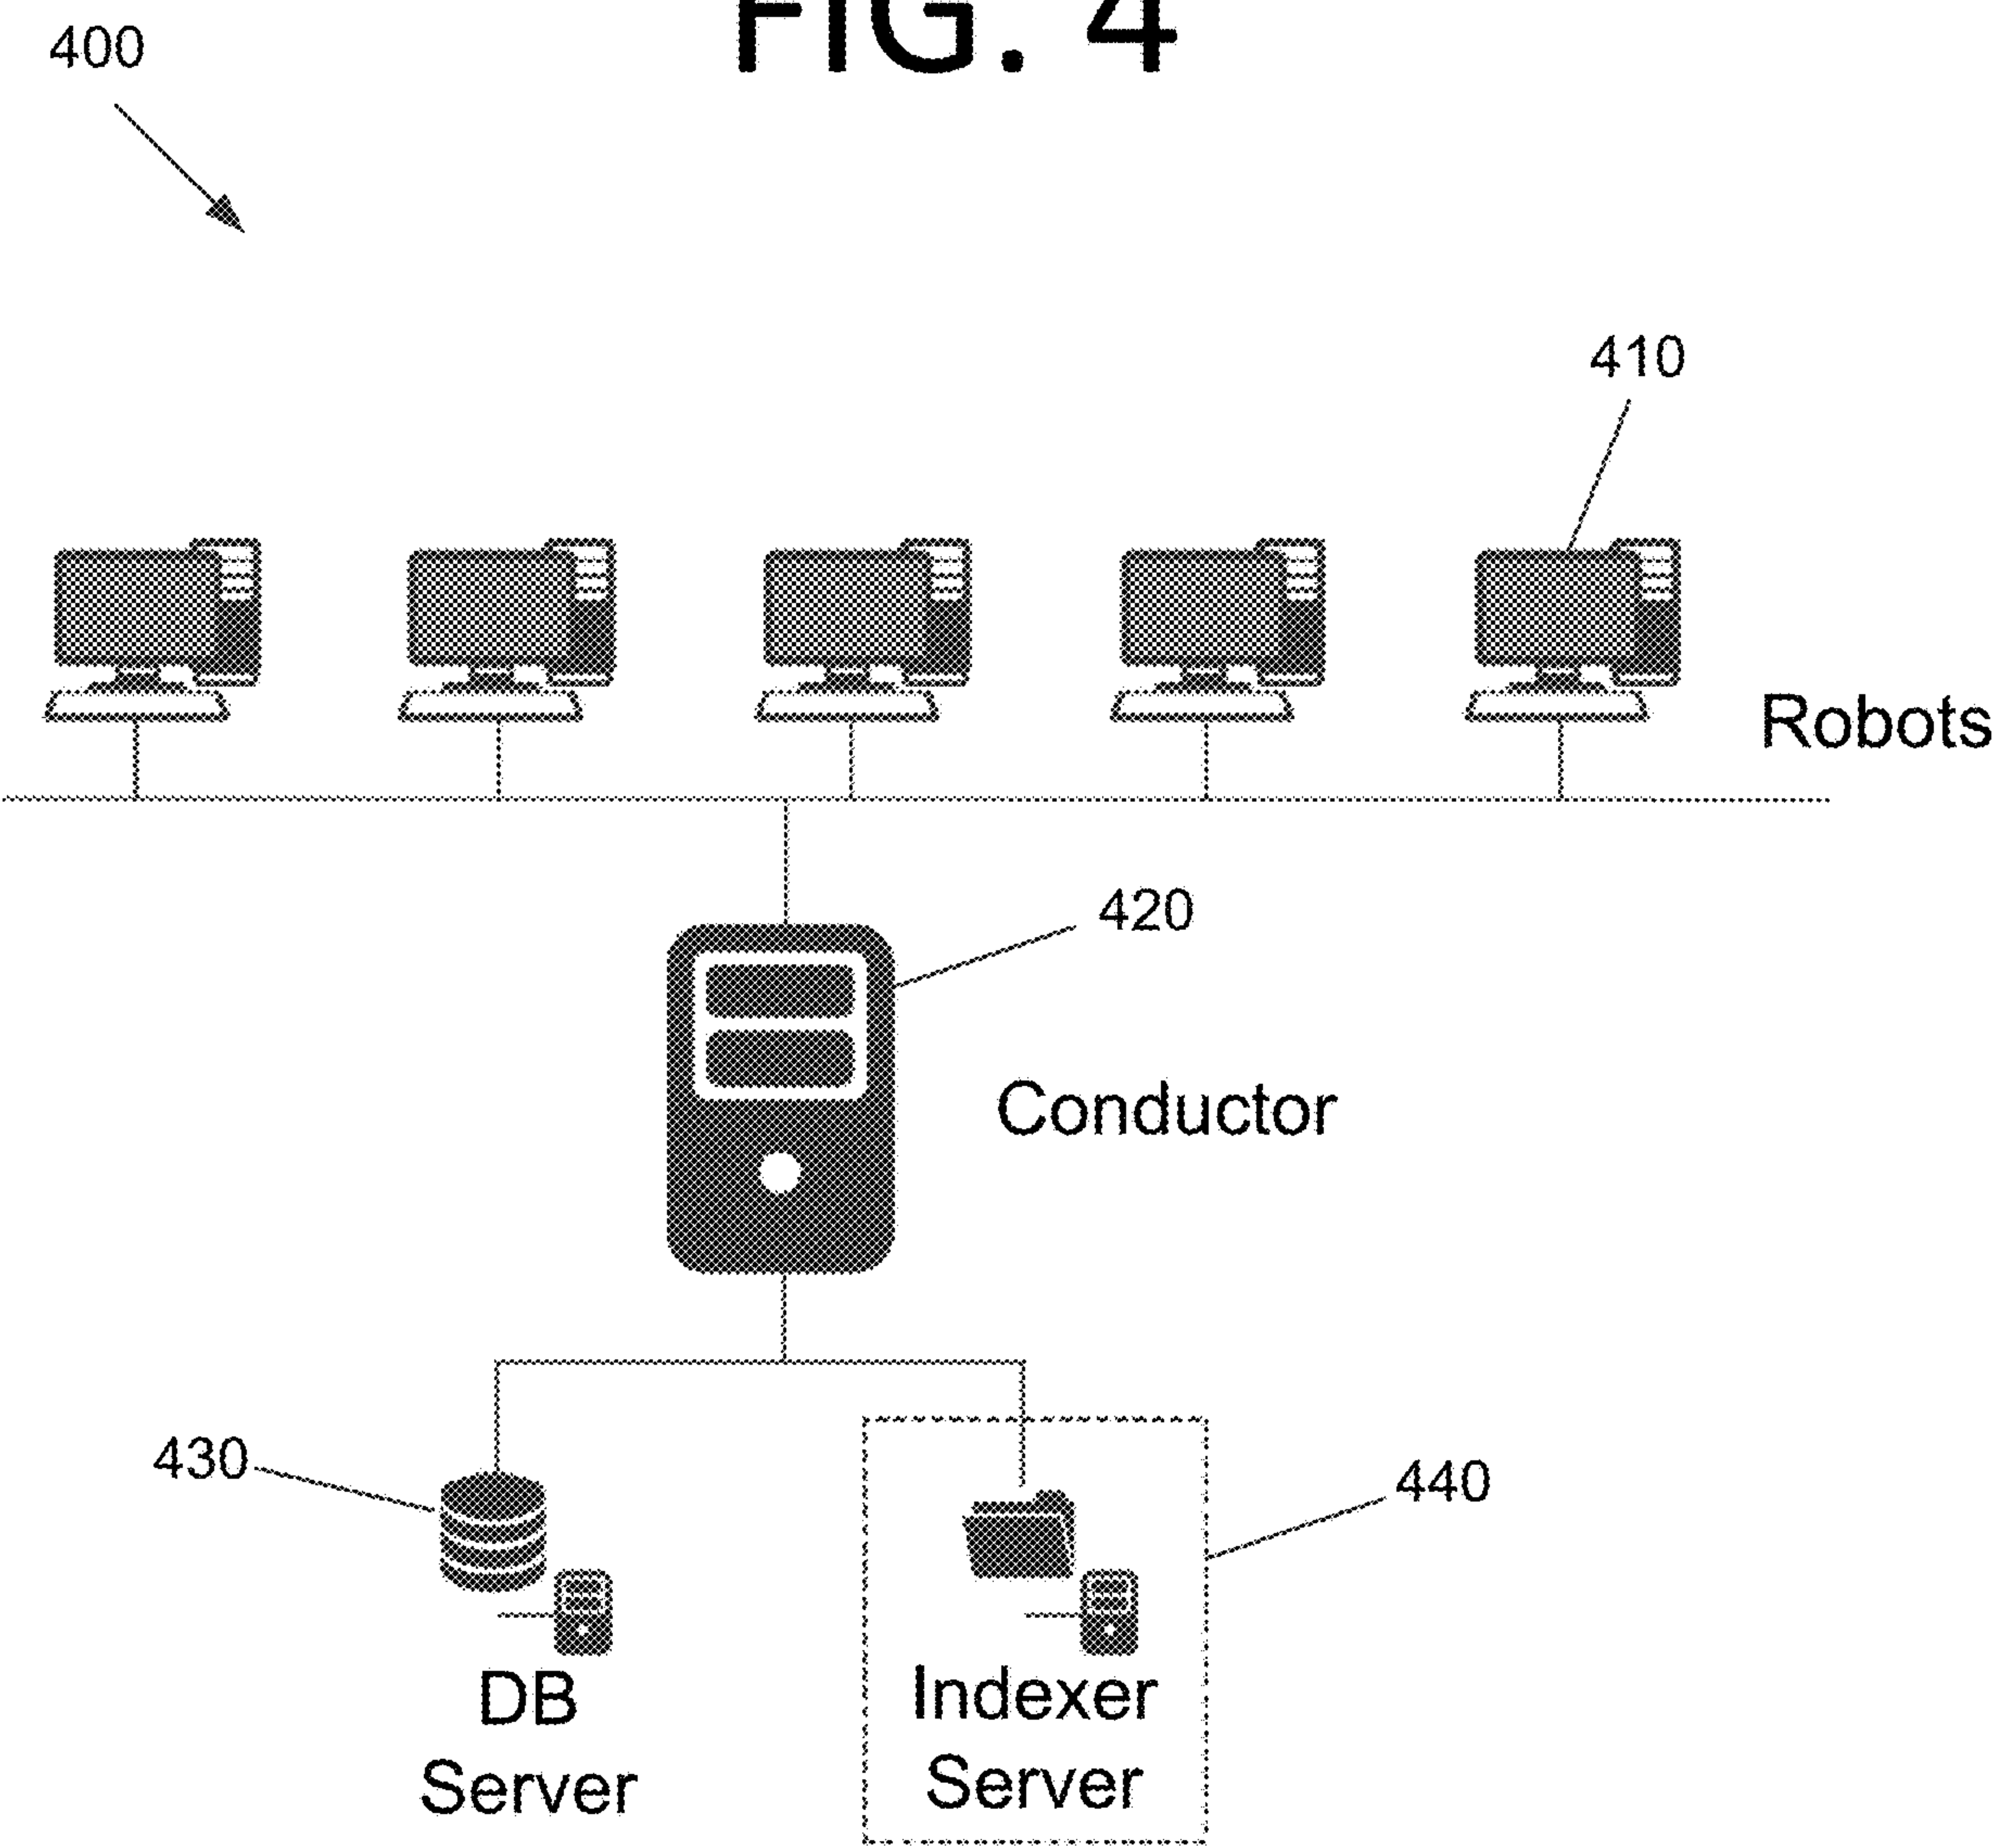 FIG. 4
400
410
Robots
420
Conductor
430
440
DB
Server
Indexer
Server